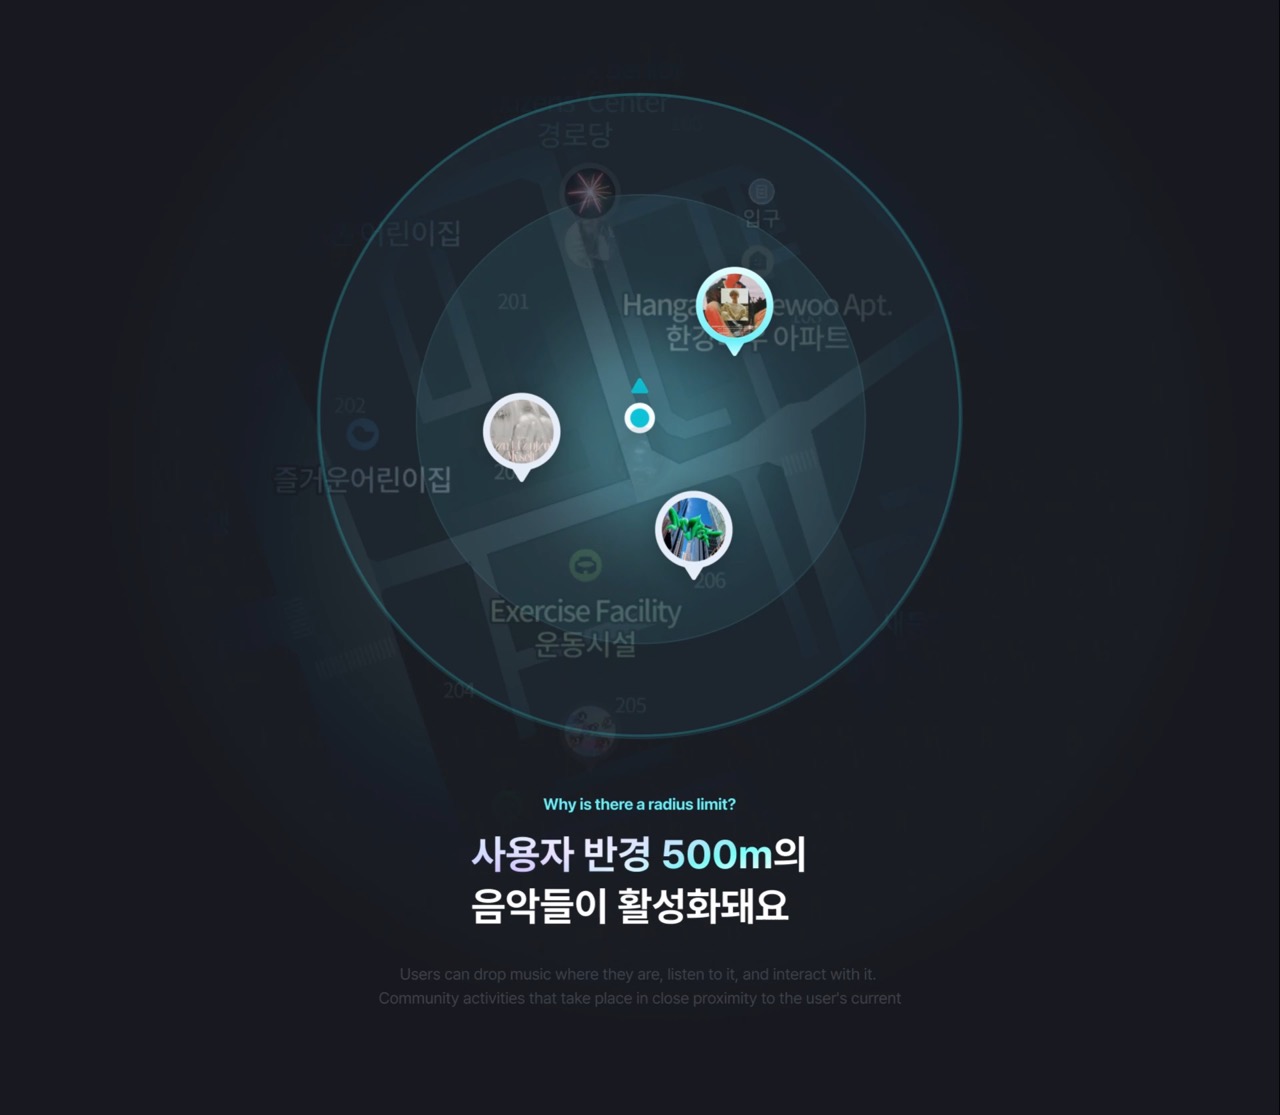 Center
경로당
입구
어린이집
201
Hanga ewoo Apt.
한강 우 아파트
202
즐거운어린이집
206
Exercise Facility
운동시설
204
205
Why is there a radius limit?
사용자 반경 500m의
음악들이 활성화돼요
Users can drop music where they are, listen to it, and interact with it.
Community activities that take place in close proximity to the user's current